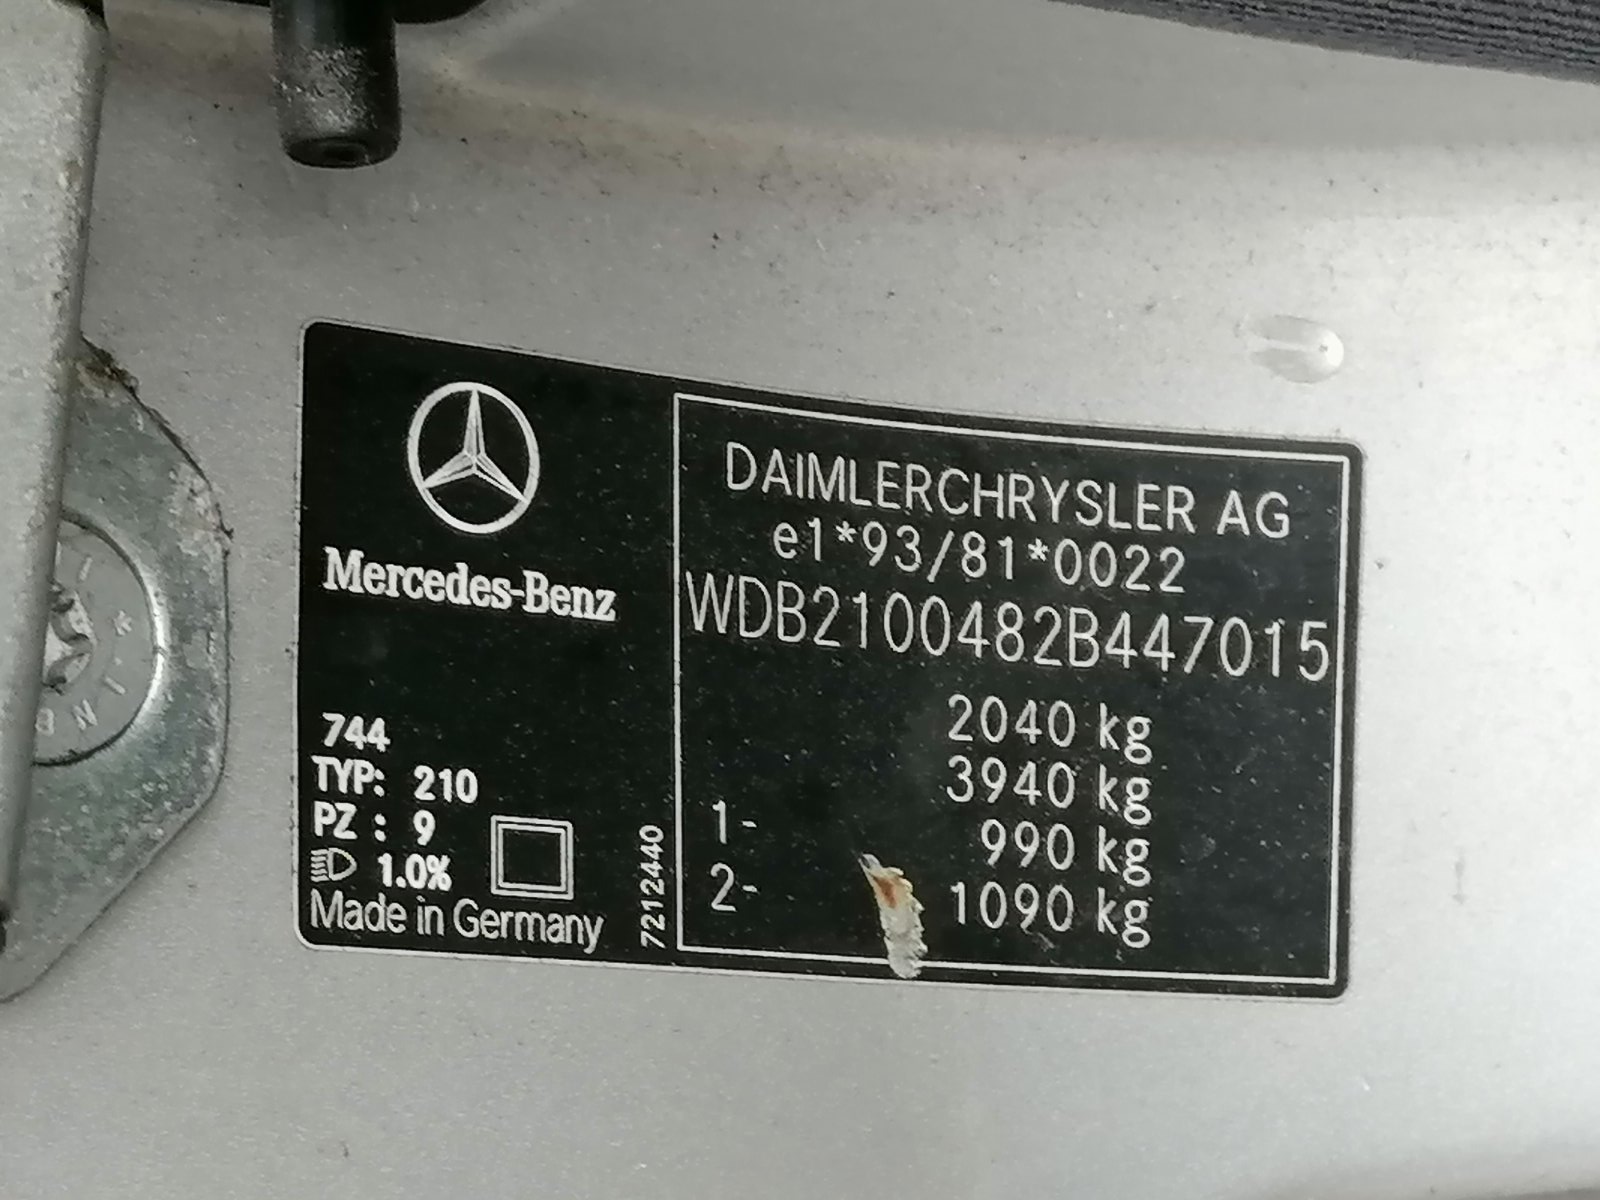 Mercedes-Benz
744
TYP: 210
PZ : 9
1.0%
Made in Germany
7212440
DAIMLERCHRYSLER AG
e1*93/81*0022
WDB2100482B447015
2040 kg
3940 kg
1- 990 kg
2- 1090 kg